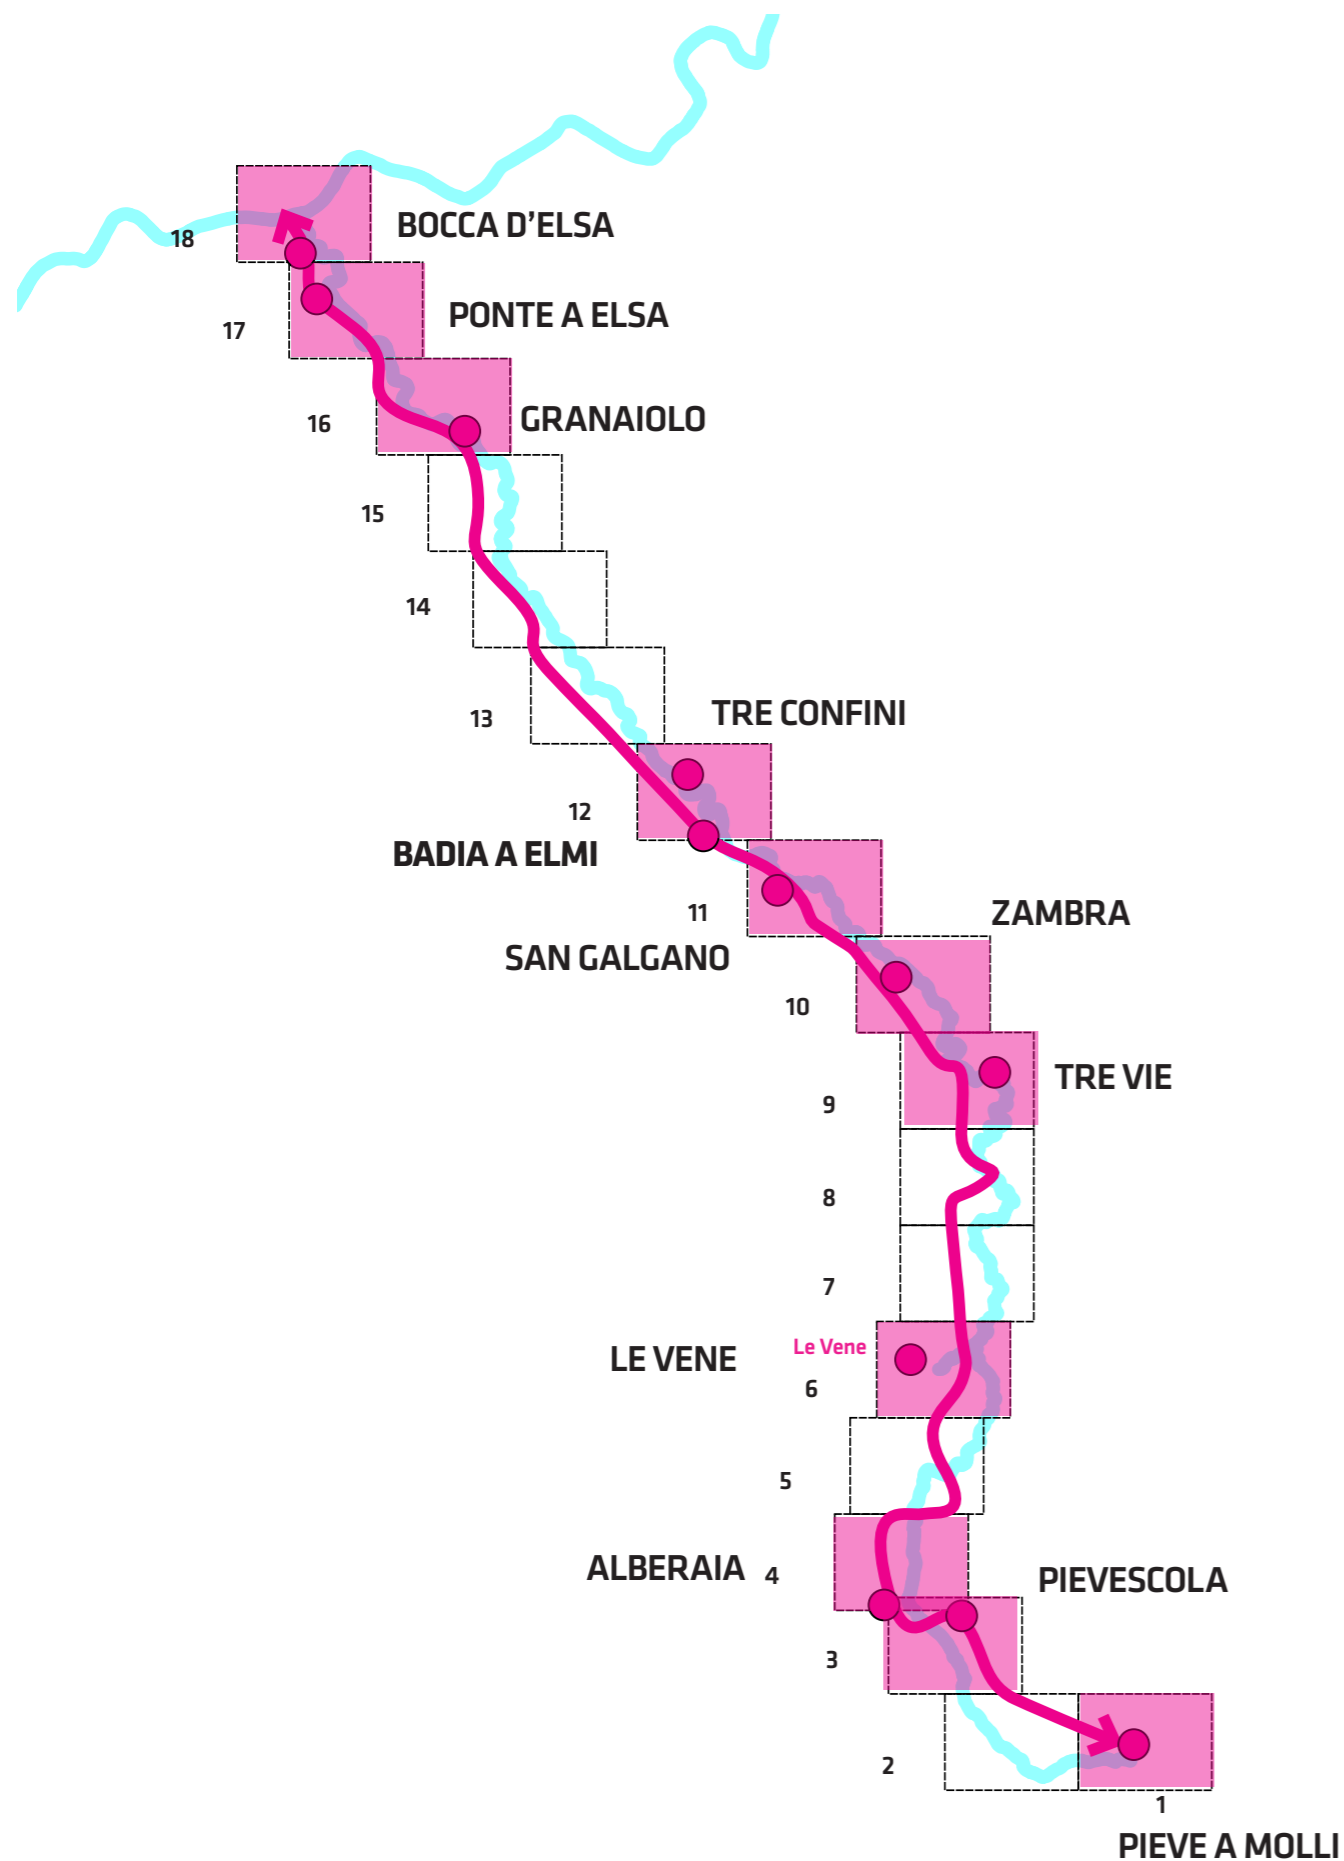 BOCCA D’ELSA
18
PONTE A ELSA
17
GRANAIOLO
16
15
14
TRE CONFINI
13
12
BADIA A ELMI
11
ZAMBRA
SAN GALGANO
10
TRE VIE
9
8
7
Le Vene
LE VENE
6
5
ALBERAIA
4
PIEVESCOLA
3
2
1
PIEVE A MOLLI